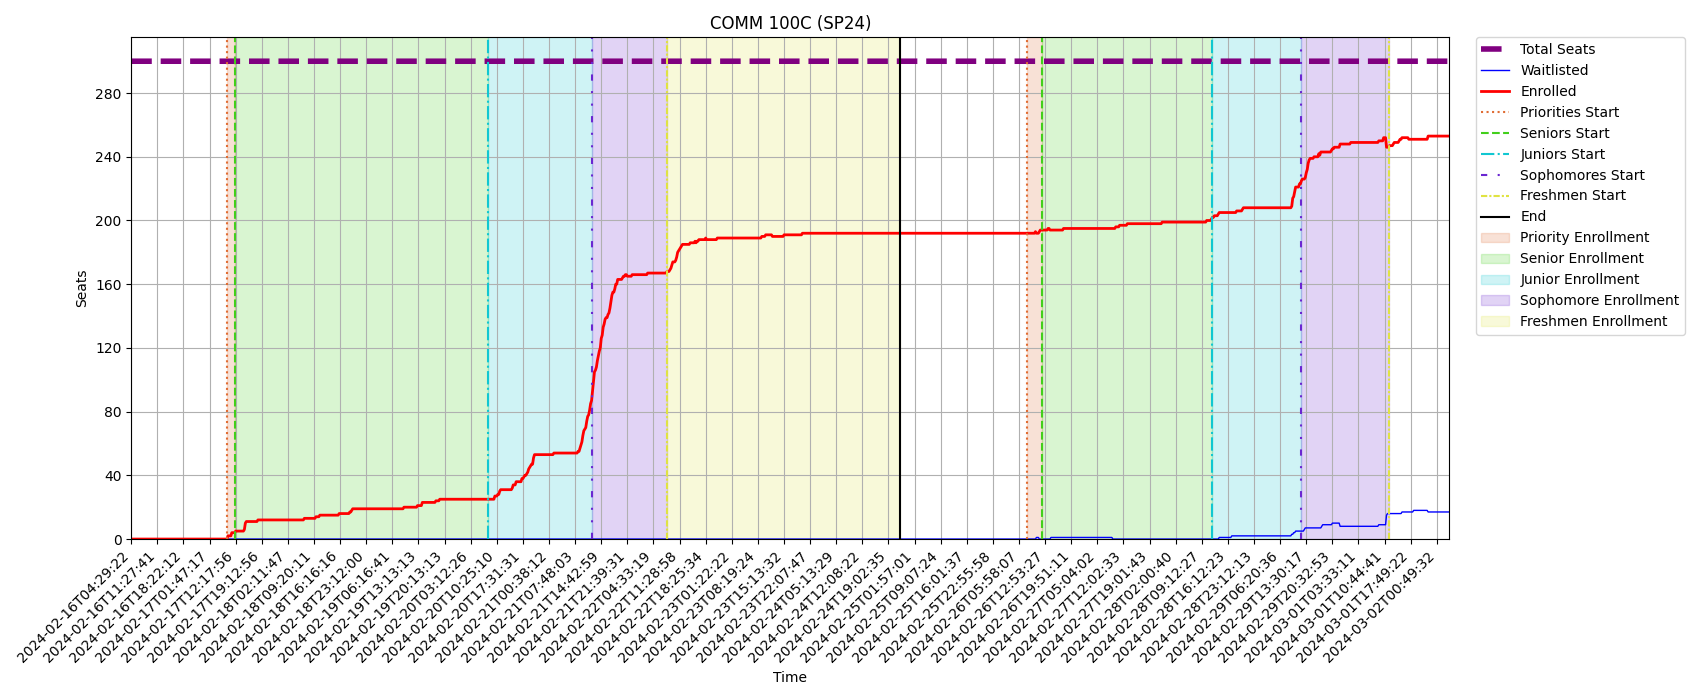 COMM 100C (SP24)
Seats
280
240
200
160
120
80
40
0
2024-02-16T04:29:22
2024-02-16T11:27:41
2024-02-16T18:22:12
2024-02-17T01:47:17
2024-02-17T12:17:56
2024-02-17T19:12:56
2024-02-18T02:11:47
2024-02-18T09:20:11
2024-02-18T16:16:16
2024-02-18T23:12:00
2024-02-19T06:16:41
2024-02-19T13:13:13
2024-02-19T20:13:13
2024-02-20T03:12:26
2024-02-20T10:25:10
2024-02-20T17:31:31
2024-02-21T00:38:12
2024-02-21T07:48:03
2024-02-21T14:42:59
2024-02-21T21:39:31
2024-02-22T04:33:19
2024-02-22T11:28:58
2024-02-22T18:25:34
2024-02-23T01:22:22
2024-02-23T08:19:24
2024-02-23T15:13:32
2024-02-23T22:07:47
2024-02-24T05:13:29
2024-02-24T12:08:22
2024-02-24T19:02:35
2024-02-25T01:57:01
2024-02-25T09:07:24
2024-02-25T16:01:37
2024-02-25T22:55:58
2024-02-26T05:58:07
2024-02-26T12:53:27
2024-02-26T19:51:11
2024-02-27T05:04:02
2024-02-27T12:02:33
2024-02-27T19:01:43
2024-02-28T02:00:40
2024-02-28T09:12:27
2024-02-28T16:12:23
2024-02-28T23:12:13
2024-02-29T06:20:36
2024-02-29T13:30:17
2024-02-29T20:32:53
2024-03-01T03:33:11
2024-03-01T10:44:41
2024-03-01T17:49:22
2024-03-02T00:49:32
Time
Total Seats
Waitlisted
Enrolled
Priorities Start
Seniors Start
Juniors Start
Sophomores Start
Freshmen Start
End
Priority Enrollment
Senior Enrollment
Junior Enrollment
Sophomore Enrollment
Freshmen Enrollment